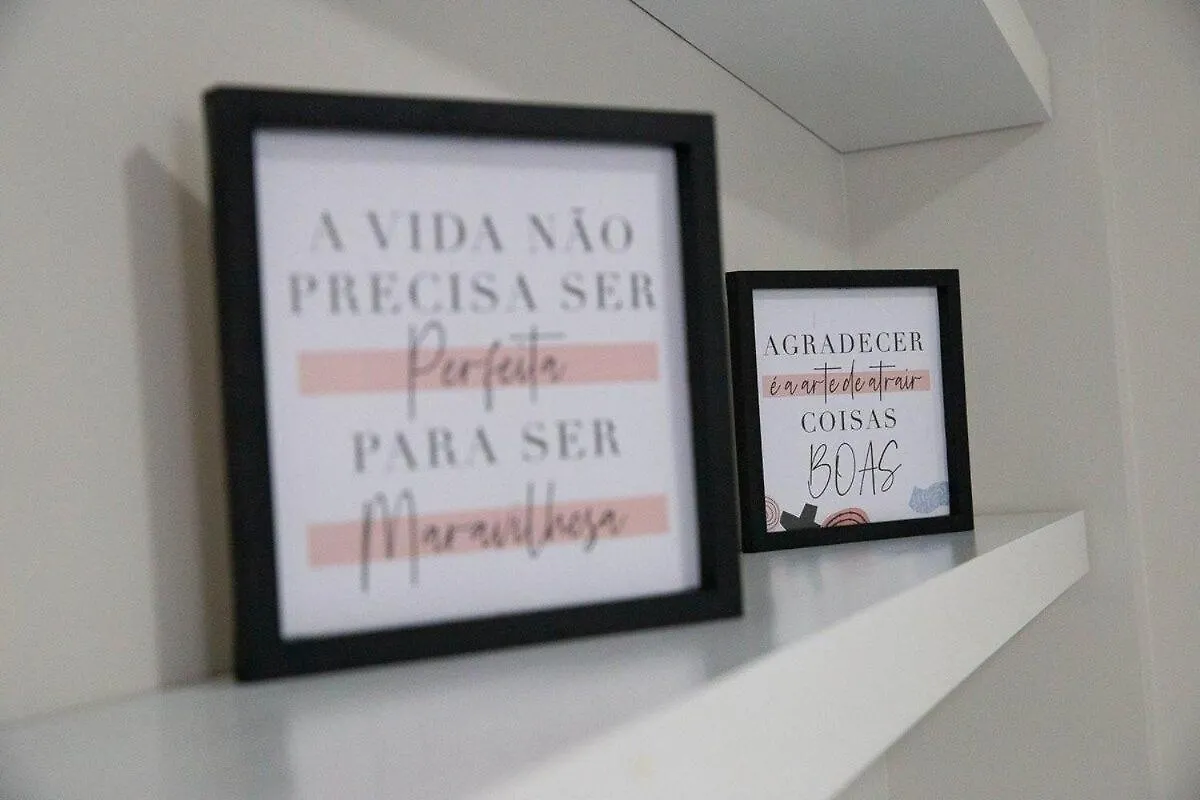 A VIDA NÃO
PRECISA SER
Perfeita
PARA SER
Maravilhosa
AGRADECER
é a arte de atrair
COISAS
BOAS